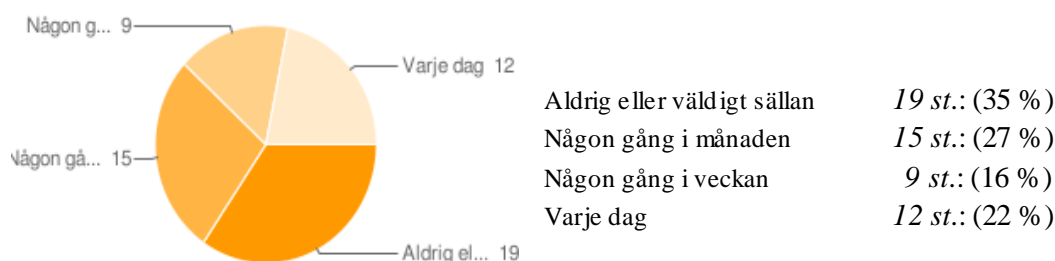 Någon g... 9
Varje dag 12
Någon gå... 15
Aldrig el... 19
Aldrig eller väldigt sällan 19 st.: (35 %)
Någon gång i månaden 15 st.: (27 %)
Någon gång i veckan 9 st.: (16 %)
Varje dag 12 st.: (22 %)